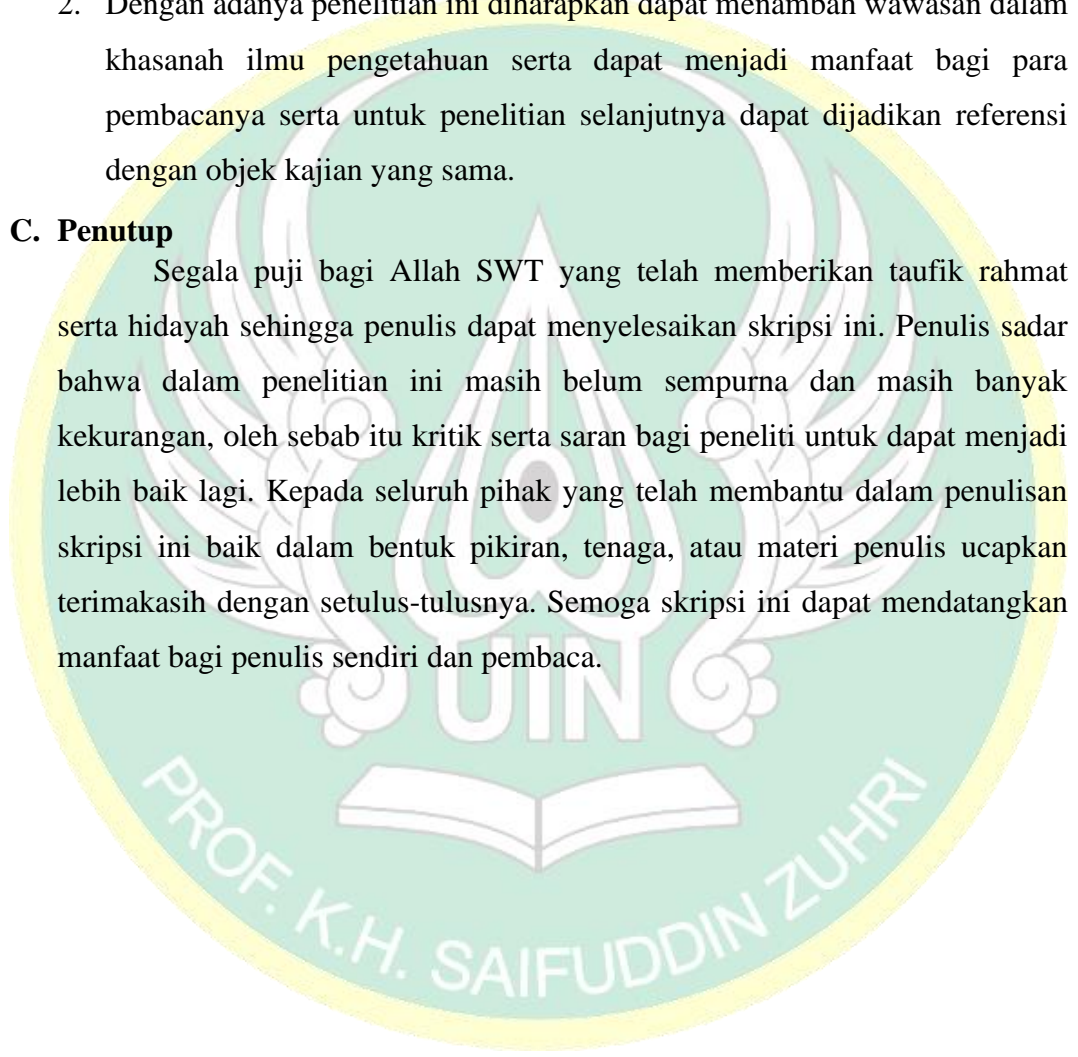 2. Dengan adanya penelitian ini diharapkan dapat menambah wawasan dalam
khasanah ilmu pengetahuan serta dapat menjadi manfaat bagi para
pembacanya serta untuk penelitian selanjutnya dapat dijadikan referensi
dengan objek kajian yang sama.
C. Penutup
Segala puji bagi Allah SWT yang telah memberikan taufik rahmat
serta hidayah sehingga penulis dapat menyelesaikan skripsi ini. Penulis sadar
bahwa dalam penelitian ini masih belum sempurna dan masih banyak
kekurangan, oleh sebab itu kritik serta saran bagi peneliti untuk dapat menjadi
lebih baik lagi. Kepada seluruh pihak yang telah membantu dalam penulisan
skripsi ini baik dalam bentuk pikiran, tenaga, atau materi penulis ucapkan
terimakasih dengan setulus-tulusnya. Semoga skripsi ini dapat mendatangkan
manfaat bagi penulis sendiri dan pembaca.
UIN
PROF. K.H. SAIFUDDIN ZUHRI